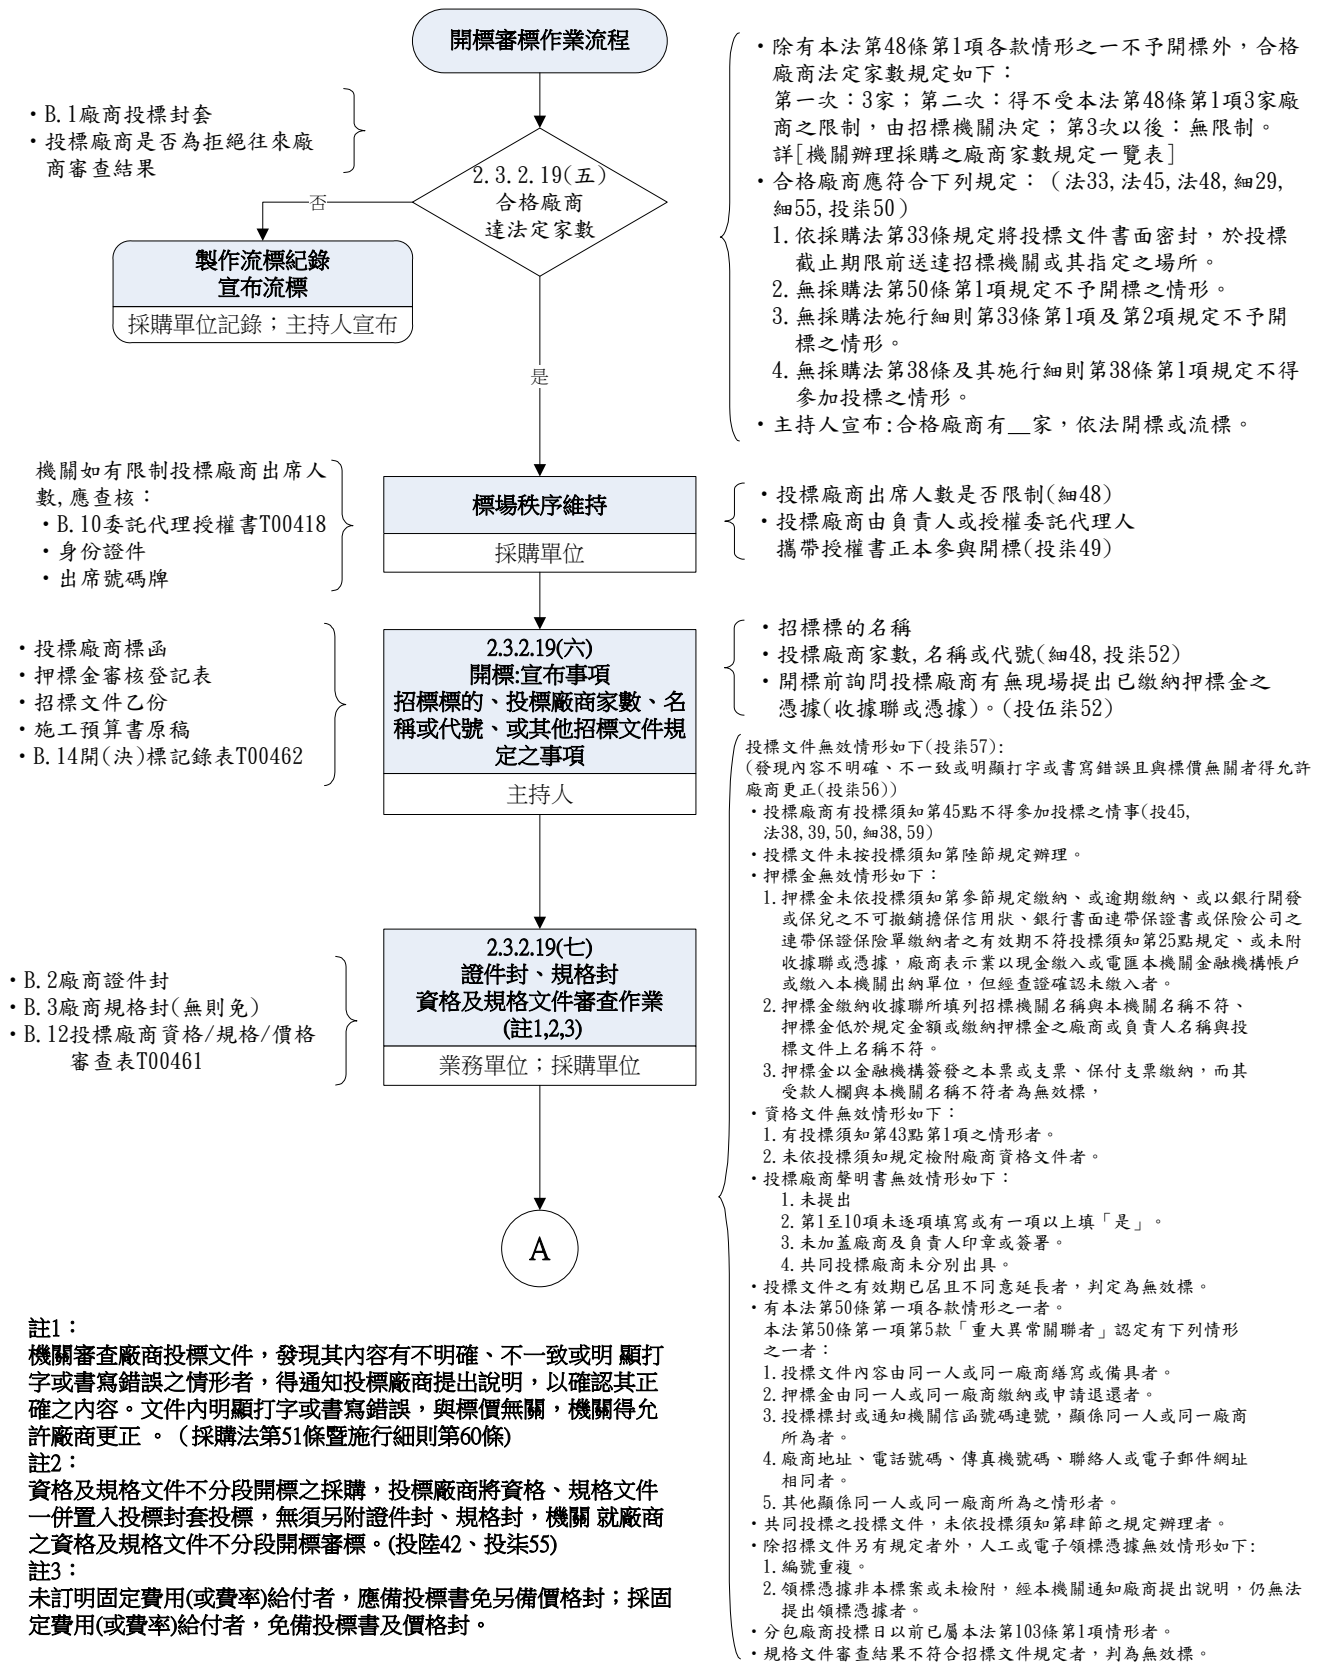 開標審標作業流程
・B.1廠商投標封套
・投標廠商是否為拒絕往來廠
商審查結果
2.3.2.19(五)
合格廠商
達法定家數
否
製作流標紀錄
宣布流標
採購單位記錄；主持人宣布
是
・除有本法第48條第1項各款情形之一不予開標外，合格
廠商法定家數規定如下：
第一次：3家；第二次：得不受本法第48條第1項3家廠
商之限制，由招標機關決定；第3次以後：無限制。
詳[機關辦理採購之廠商家數規定一覽表]
・合格廠商應符合下列規定：（法33,法45,法48,細29,
細55,投柒50）
1.依採購法第33條規定將投標文件書面密封，於投標
截止期限前送達招標機關或其指定之場所。
2.無採購法第50條第1項規定不予開標之情形。
3.無採購法施行細則第33條第1項及第2項規定不予開
標之情形。
4.無採購法第38條及其施行細則第38條第1項規定不得
參加投標之情形。
・主持人宣布:合格廠商有__家，依法開標或流標。
機關如有限制投標廠商出席人
數,應查核：
・B.10委託代理授權書T00418
・身份證件
・出席號碼牌
標場秩序維持
採購單位
・投標廠商出席人數是否限制(細48)
・投標廠商由負責人或授權委託代理人
攜帶授權書正本參與開標(投柒49)
・投標廠商標函
・押標金審核登記表
・招標文件乙份
・施工預算書原稿
・B.14開(決)標記錄表T00462
2.3.2.19(六)
開標:宣布事項
招標標的、投標廠商家數、名
稱或代號、或其他招標文件規
定之事項
主持人
・招標標的名稱
・投標廠商家數,名稱或代號(細48,投柒52)
・開標前詢問投標廠商有無現場提出已繳納押標金之
憑據(收據聯或憑據)。(投伍柒52)
・B.2廠商證件封
・B.3廠商規格封(無則免)
・B.12投標廠商資格/規格/價格
審查表T00461
2.3.2.19(七)
證件封、規格封
資格及規格文件審查作業
(註1,2,3)
業務單位；採購單位
A
投標文件無效情形如下(投柒57):
(發現內容不明確、不一致或明顯打字或書寫錯誤且與標價無關者得允許
廠商更正(投柒56))
・投標廠商有投標須知第45點不得參加投標之情事(投45,
法38,39,50,細38,59)
・投標文件未按投標須知第陸節規定辦理。
・押標金無效情形如下：
1.押標金未依投標須知第參節規定繳納、或逾期繳納、或以銀行開發
或保兌之不可撤銷擔保信用狀、銀行書面連帶保證書或保險公司之
連帶保證保險單繳納者之有效期不符投標須知第25點規定、或未附
收據聯或憑據，廠商表示業以現金繳入或電匯本機關金融機構帳戶
或繳入本機關出納單位，但經查證確認未繳入者。
2.押標金繳納收據聯所填列招標機關名稱與本機關名稱不符、
押標金低於規定金額或繳納押標金之廠商或負責人名稱與投
標文件上名稱不符。
3.押標金以金融機構簽發之本票或支票、保付支票繳納，而其
受款人欄與本機關名稱不符者為無效標，
・資格文件無效情形如下：
1.有投標須知第43點第1項之情形者。
2.未依投標須知規定檢附廠商資格文件者。
・投標廠商聲明書無效情形如下：
1.未提出
2.第1至10項未逐項填寫或有一項以上填「是」。
3.未加蓋廠商及負責人印章或簽署。
4.共同投標廠商未分別出具。
・投標文件之有效期已屆且不同意延長者，判定為無效標。
・有本法第50條第一項各款情形之一者。
本法第50條第一項第5款「重大異常關聯者」認定有下列情形
之一者：
1.投標文件內容由同一人或同一廠商繕寫或備具者。
2.押標金由同一人或同一廠商繳納或申請退還者。
3.投標標封或通知機關信函號碼連號，顯係同一人或同一廠商
所為者。
4.廠商地址、電話號碼、傳真機號碼、聯絡人或電子郵件網址
相同者。
5.其他顯係同一人或同一廠商所為之情形者。
・共同投標之投標文件，未依投標須知第肆節之規定辦理者。
・除招標文件另有規定者外，人工或電子領標憑據無效情形如下:
1.編號重複。
2.領標憑據非本標案或未檢附，經本機關通知廠商提出說明，仍無法
提出領標憑據者。
・分包廠商投標日以前已屬本法第103條第1項情形者。
・規格文件審查結果不符合招標文件規定者，判為無效標。
註1：
機關審查廠商投標文件，發現其內容有不明確、不一致或明 顯打
字或書寫錯誤之情形者，得通知投標廠商提出說明，以確認其正
確之內容。文件內明顯打字或書寫錯誤，與標價無關，機關得允
許廠商更正 。（採購法第51條暨施行細則第60條)
註2：
資格及規格文件不分段開標之採購，投標廠商將資格、規格文件
一併置入投標封套投標，無須另附證件封、規格封，機關 就廠商
之資格及規格文件不分段開標審標。(投陸42、投柒55)
註3：
未訂明固定費用(或費率)給付者，應備投標書免另備價格封；採固
定費用(或費率)給付者，免備投標書及價格封。